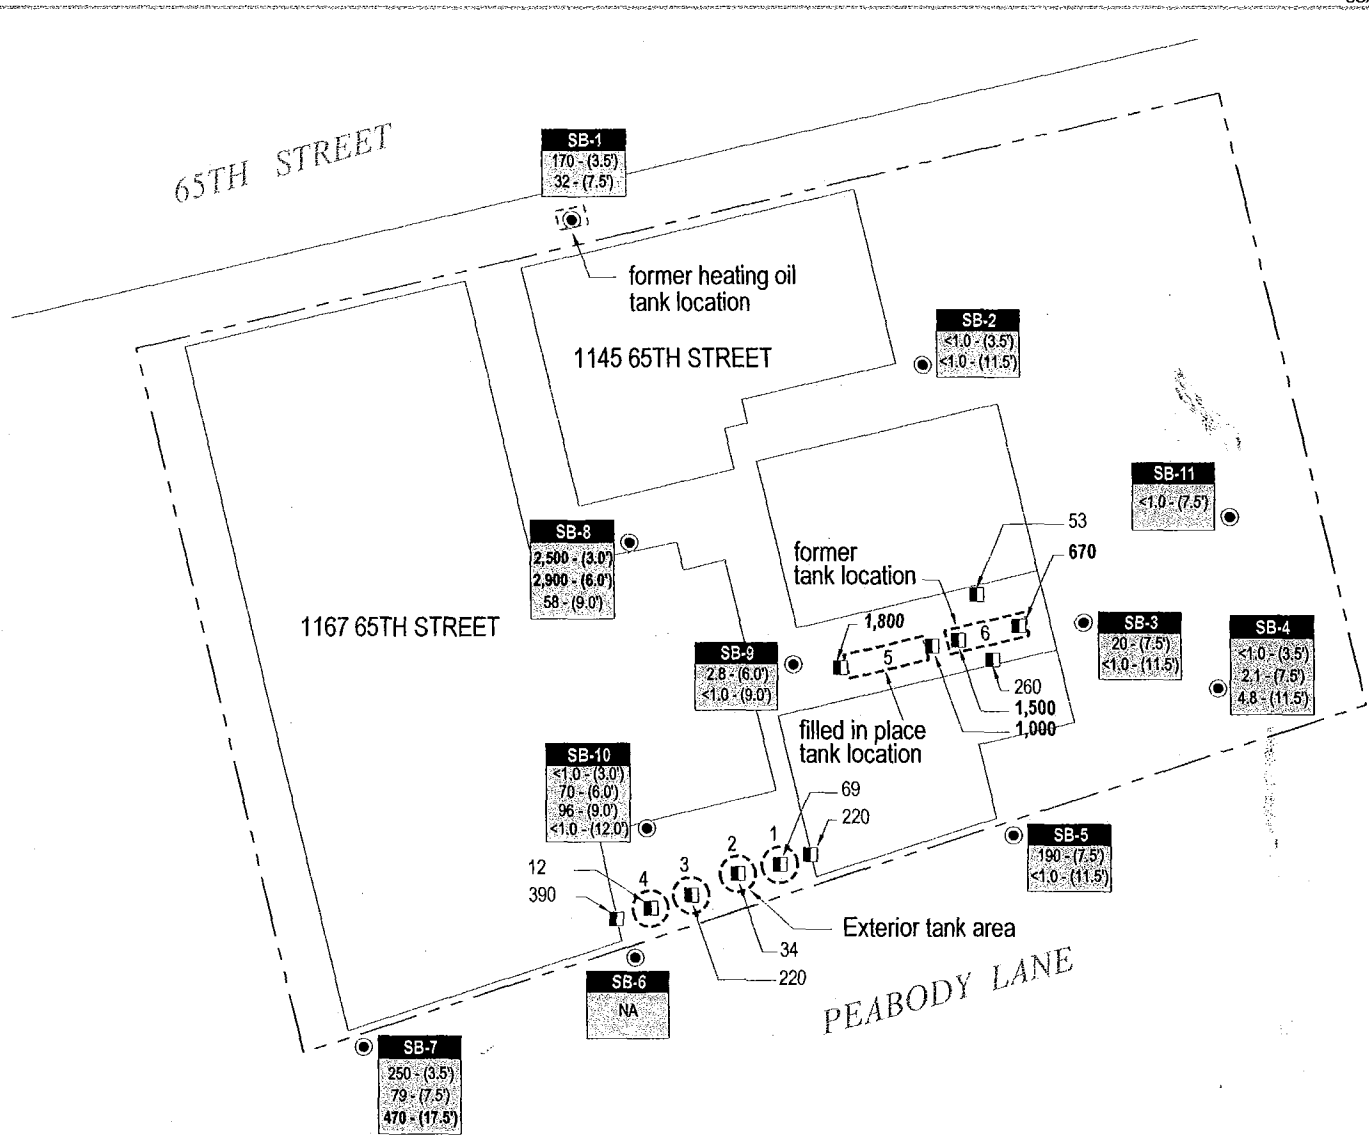 65TH STREET
SB-1
170 - (3.5')
32 - (7.5')
former heating oil
tank location
1145 65TH STREET
SB-2
<1.0 - (3.5')
<1.0 - (11.5')
SB-11
<1.0 - (7.5')
SB-8
2,500 - (3.0')
2,900 - (6.0')
58 - (9.0')
53
670
former
tank location
1167 65TH STREET
1,800
6
5
SB-9
2.8 - (6.0')
<1.0 - (9.0')
SB-3
20 - (7.5')
<1.0 - (11.5')
SB-4
<1.0 - (3.5')
2.1 - (7.5')
4.8 - (11.5')
260
1,500
1,000
filled in place
tank location
SB-10
<1.0 - (3.0')
70 - (6.0')
96 - (9.0')
<1.0 - (12.0')
69
220
1
2
3
4
12
390
SB-5
190 - (7.5')
<1.0 - (11.5')
Exterior tank area
34
220
SB-6
NA
PEABODY LANE
SB-7
250 - (3.5')
79 - (7.5')
470 - (17.5')